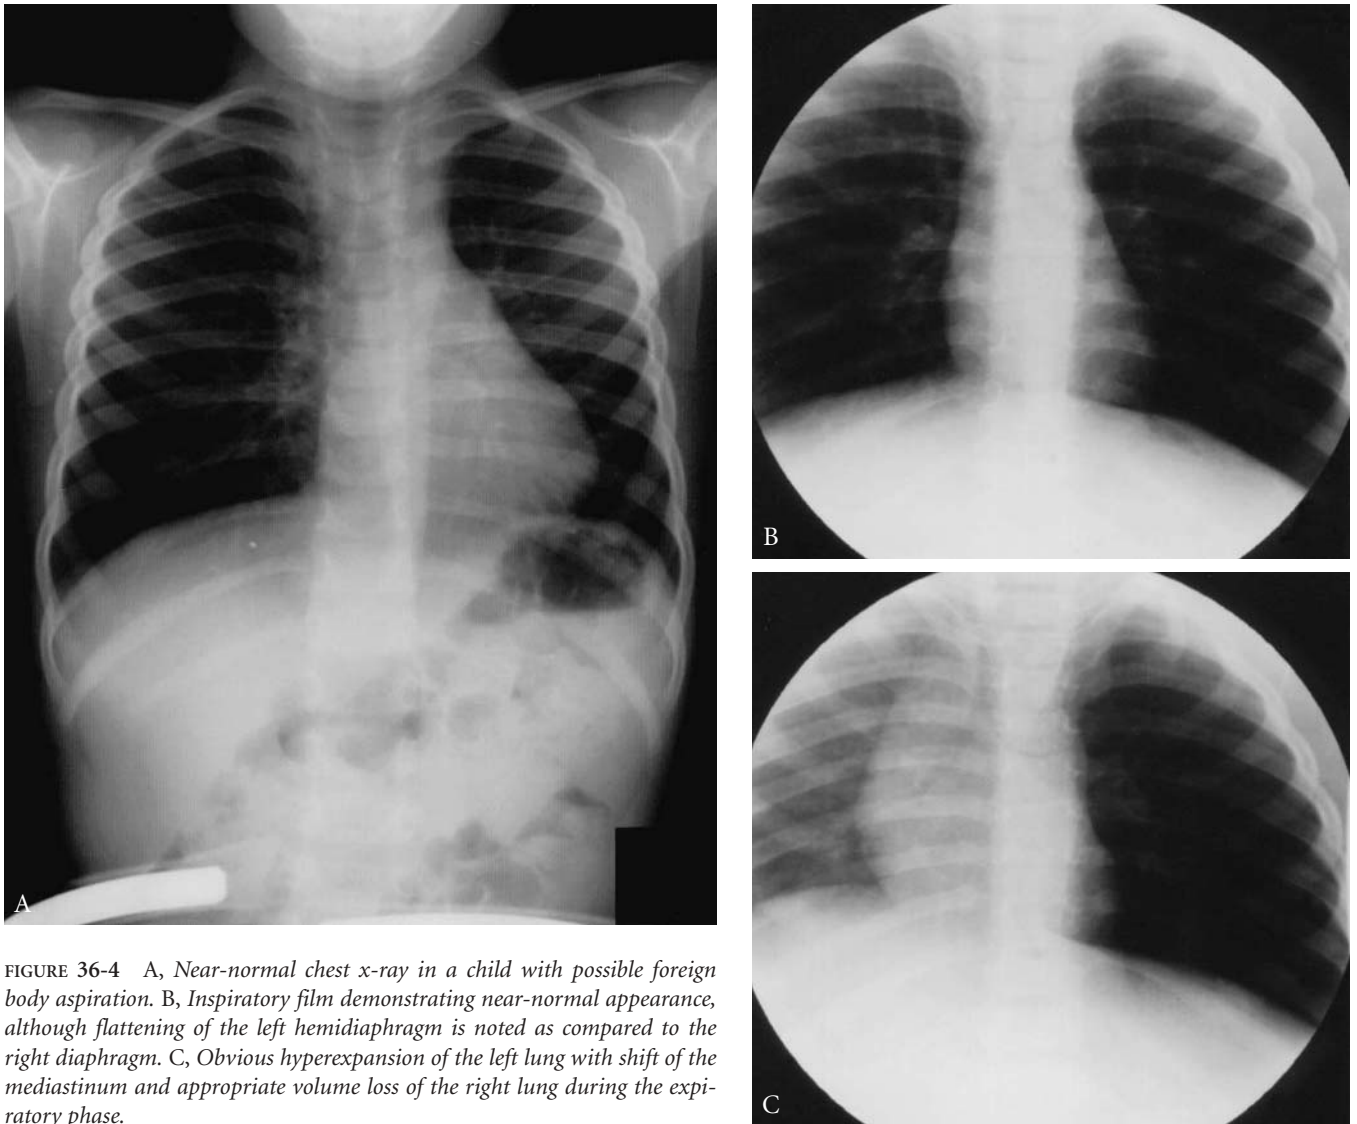 A
B
C
FIGURE 36-4 A, Near-normal chest x-ray in a child with possible foreign
body aspiration. B, Inspiratory film demonstrating near-normal appearance,
although flattening of the left hemidiaphragm is noted as compared to the
right diaphragm. C, Obvious hyperexpansion of the left lung with shift of the
mediastinum and appropriate volume loss of the right lung during the expi-
ratory phase.